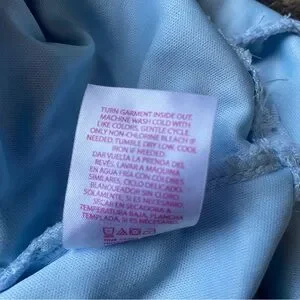 TURN GARMENT INSIDE OUT.
MACHINE WASH COLD WITH
LIKE COLORS, GENTLE CYCLE.
ONLY NON-CHLORINE BLEACH IF
NEEDED. TUMBLE DRY LOW. COOL
IRON IF NEEDED.
DAR VUELTA LA PRENDA DEL
REVÉS. LAVAR A MÁQUINA
EN AGUA FRIA CON COLORES
SIMILARES, CICLO DELICADO.
BLANQUEADOR SIN CLORO
SOLAMENTE, SI ES NECESARIO.
SECAR EN SECADORA A
TEMPERATURA BAJA. PLANCHA
TEMPLADA, SI ES NECESARIO.